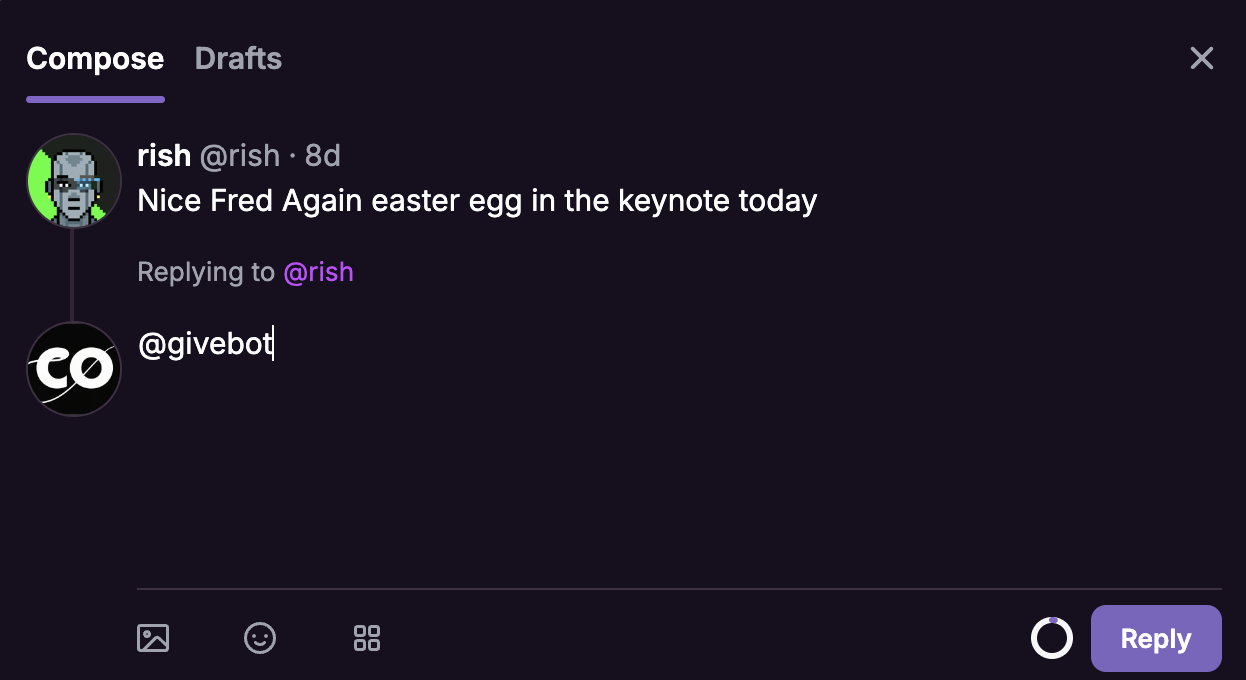 Compose Drafts
rish @rish · 8d
Nice Fred Again easter egg in the keynote today
Replying to @rish
CO @givebot
Reply